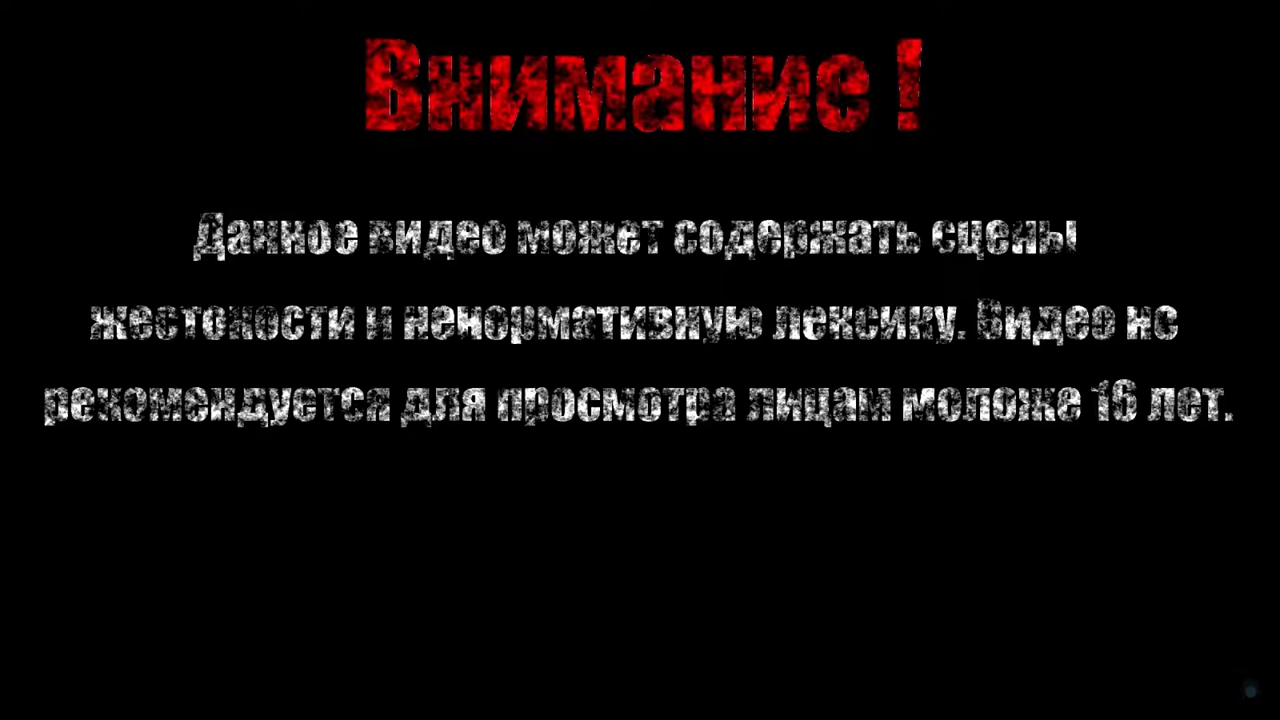 Внимание !
Данное видео может содержать сцены
жестокости и ненормативную лексику. Видео не
рекомендуется для просмотра лицам моложе 16 лет.